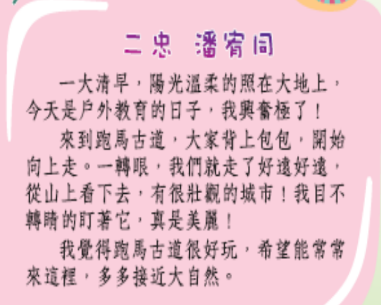 二忠 潘宥同
一大清早，陽光溫柔的照在大地上，
今天是戶外教育的日子，我興奮極了！
來到跑馬古道，大家背上包包，開始
向上走。一轉眼，我們就走了好遠好遠，
從山上看下去，有很壯觀的城市！我目不
轉睛的盯著它，真是美麗！
我覺得跑馬古道很好玩，希望能常常
來這裡，多多接近大自然。